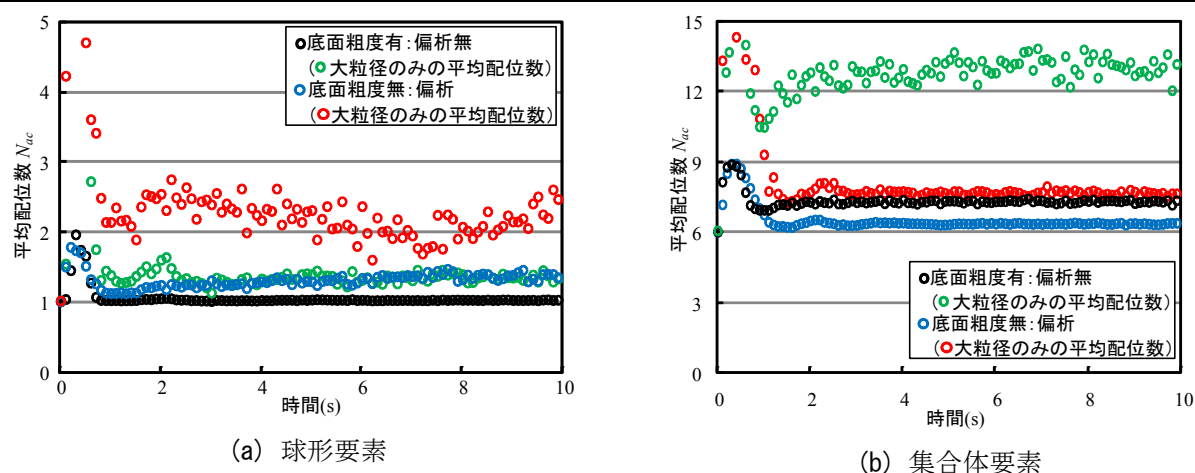 5
4
3
2
1
0
平均配位数 Nac
底面粗度有：偏析無
（大粒径のみの平均配位数）
底面粗度無：偏析
（大粒径のみの平均配位数）
0 2 4 6 8 10
時間(s)
(a) 球形要素
15
12
9
6
3
0
平均配位数 Nac
底面粗度有：偏析無
（大粒径のみの平均配位数）
底面粗度無：偏析
（大粒径のみの平均配位数）
0 2 4 6 8 10
時間(s)
(b) 集合体要素